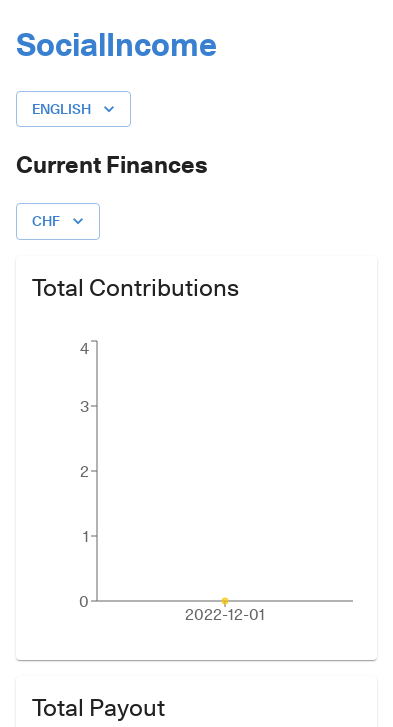 SocialIncome
ENGLISH
Current Finances
CHF
Total Contributions
4
3
2
1
0
2022-12-01
Total Payout